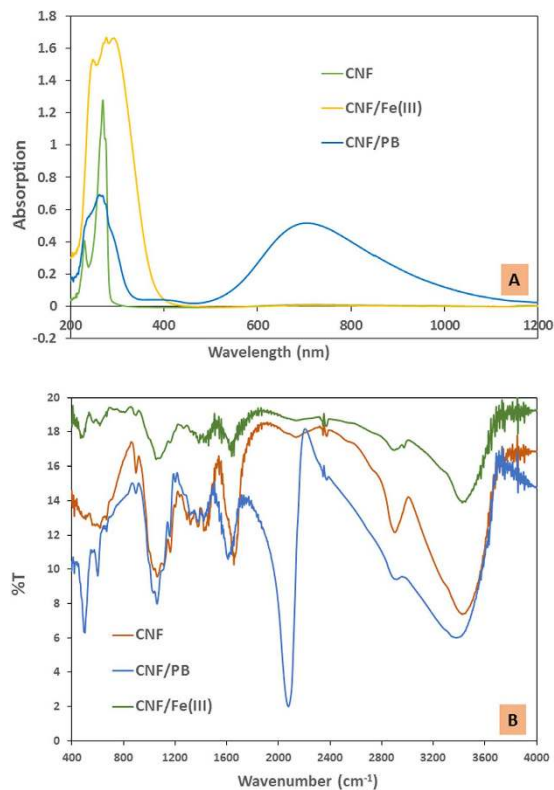 1.8
1.6
1.4
1.2
1
0.8
0.6
0.4
0.2
0
-0.2
Absorption
CNF
CNF/Fe(III)
CNF/PB
A
200 400 600 800 1000 1200
Wavelength (nm)
20
18
16
14
12
10
8
6
4
2
0
%T
CNF
CNF/PB
CNF/Fe(III)
B
400 800 1200 1600 2000 2400 2800 3200 3600 4000
Wavenumber (cm⁻¹)